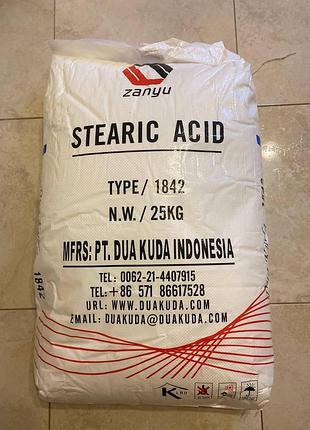 zanyu
STEARIC ACID
TYPE/ 1842
N.W./ 25KG
MFRS: PT. DUA KUDA INDONESIA
TEL: 0062-21-4407915
TEL:+86 571 86617528
URL: WWW.DUAKUDA.COM
EMAIL: DUAKUDA@DUAKUDA.COM
1842
1842